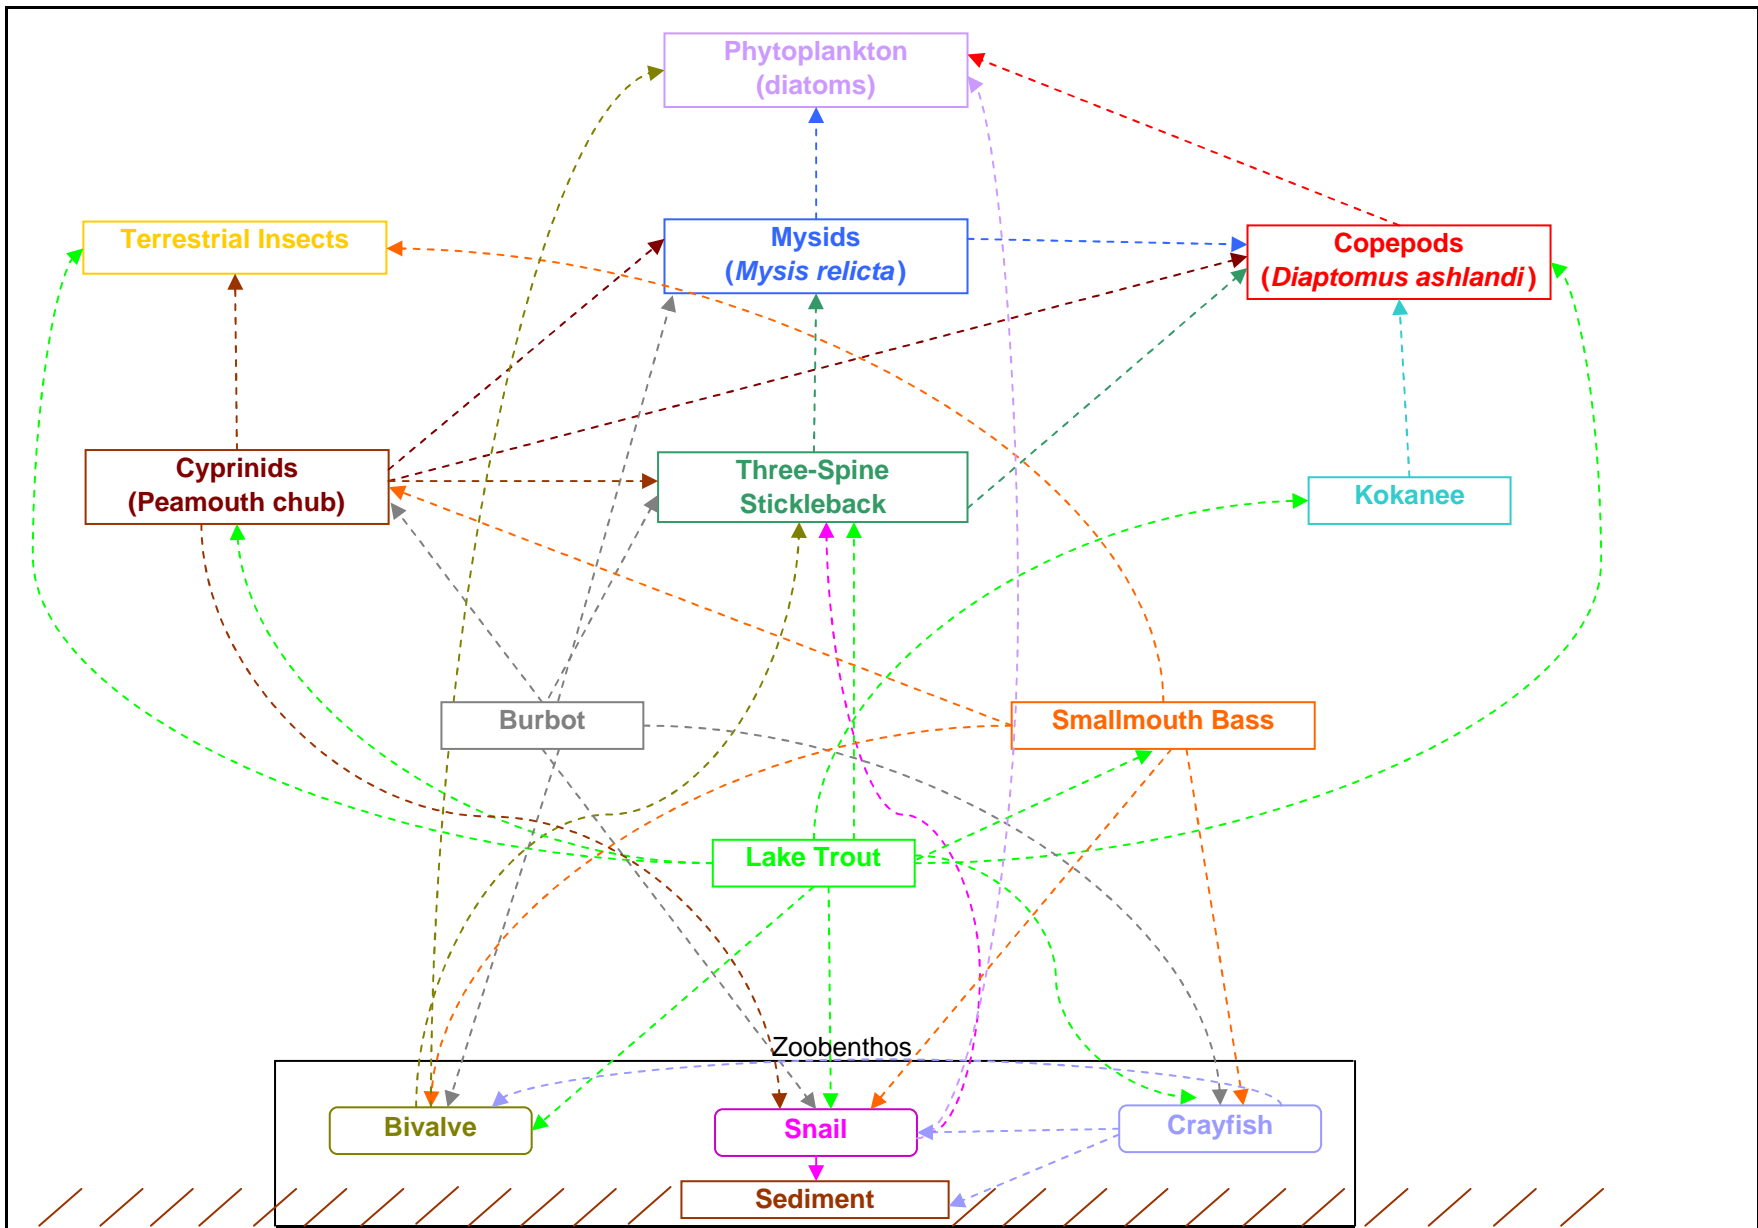 Phytoplankton
(diatoms)
Terrestrial Insects
Mysids
(Mysis relicta)
Copepods
(Diaptomus ashlandi)
Cyprinids
(Peamouth chub)
Three-Spine
Stickleback
Kokanee
Burbot
Smallmouth Bass
Lake Trout
Zoobenthos
Bivalve
Snail
Crayfish
Sediment